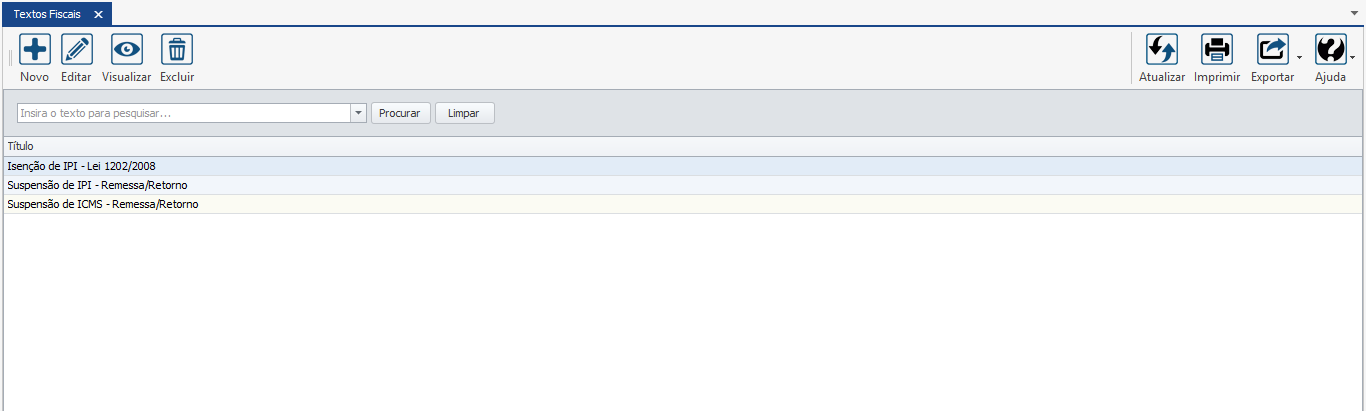 Textos Fiscais
Novo Editar Visualizar Excluir Atualizar Imprimir Exportar Ajuda
Insira o texto para pesquisar... Procurar Limpar
Título
Isenção de IPI - Lei 1202/2008
Suspensão de IPI - Remessa/Retorno
Suspensão de ICMS - Remessa/Retorno